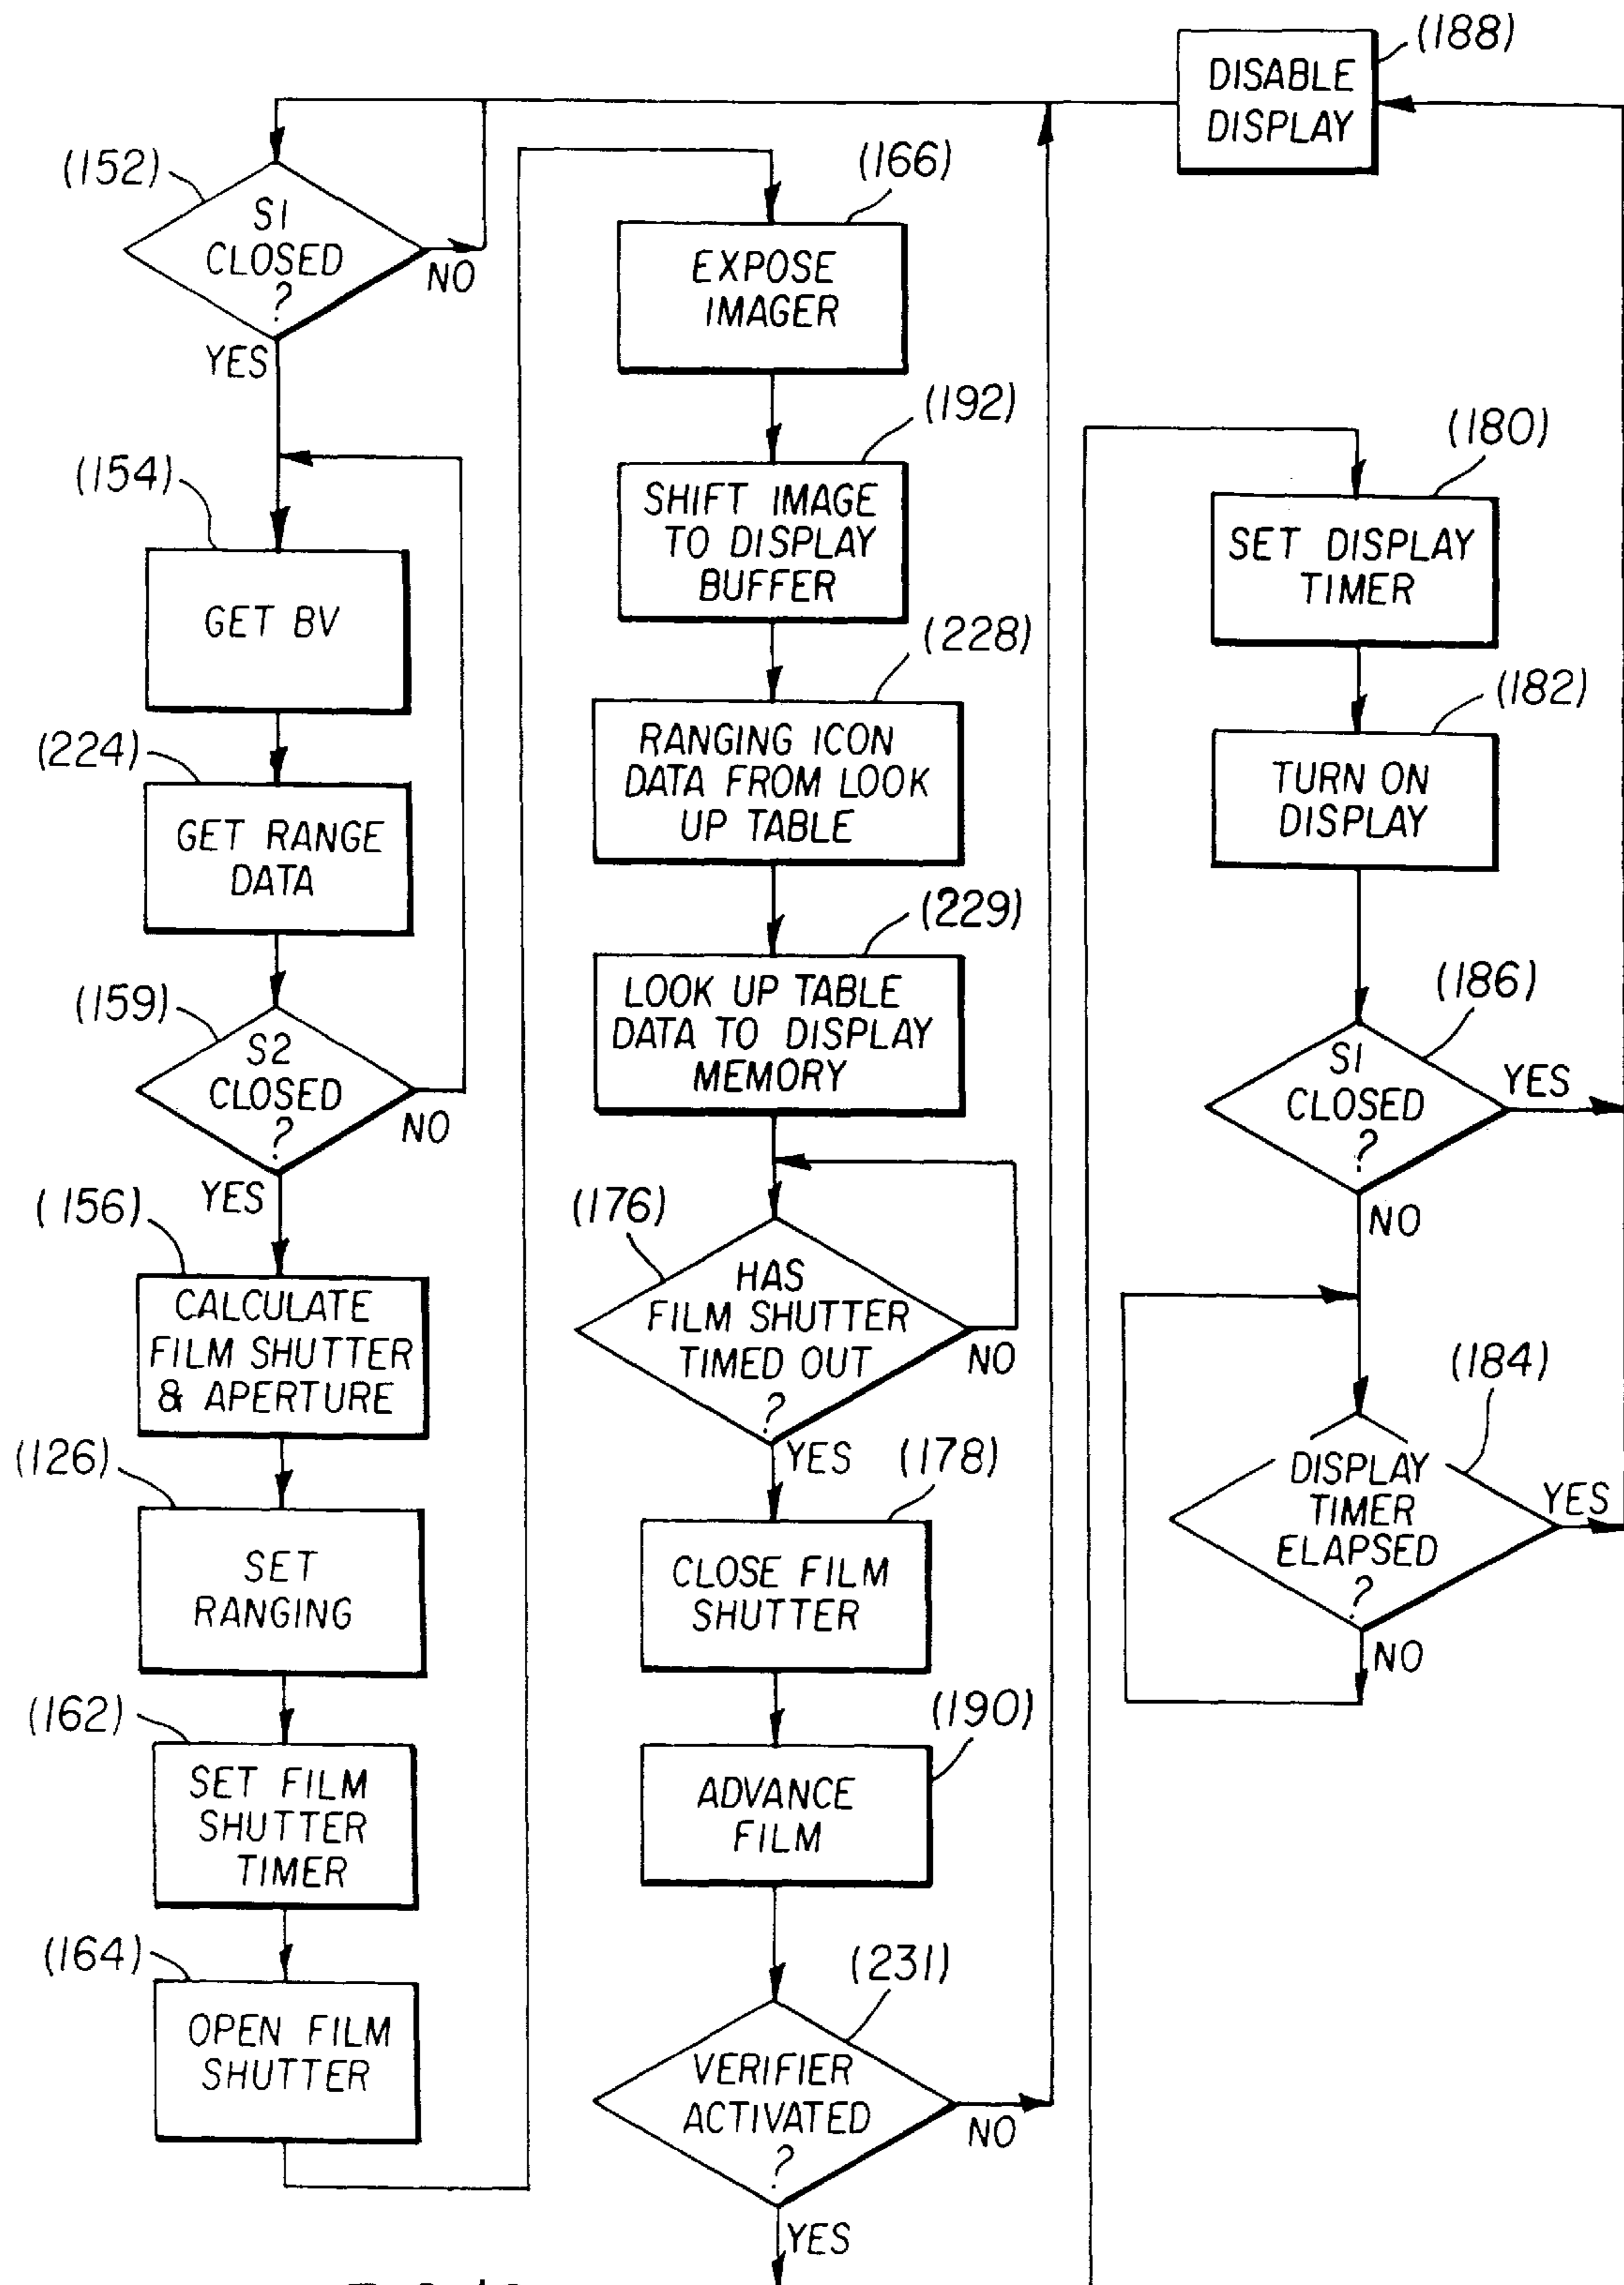 (188)
DISABLE
DISPLAY
(152)
S1
CLOSED
?
NO
YES
(154)
GET BV
(224)
GET RANGE
DATA
(159)
S2
CLOSED
?
NO
YES
(156)
CALCULATE
FILM SHUTTER
& APERTURE
(126)
SET
RANGING
(162)
SET FILM
SHUTTER
TIMER
(164)
OPEN FILM
SHUTTER
(166)
EXPOSE
IMAGER
(192)
SHIFT IMAGE
TO DISPLAY
BUFFER
(228)
RANGING ICON
DATA FROM LOOK
UP TABLE
(229)
LOOK UP TABLE
DATA TO DISPLAY
MEMORY
(176)
HAS
FILM SHUTTER
TIMED OUT
?
NO
YES
(178)
CLOSE FILM
SHUTTER
(190)
ADVANCE
FILM
(231)
VERIFIER
ACTIVATED
?
NO
YES
(180)
SET DISPLAY
TIMER
(182)
TURN ON
DISPLAY
(186)
S1
CLOSED
?
YES
NO
(184)
DISPLAY
TIMER
ELAPSED
?
YES
NO